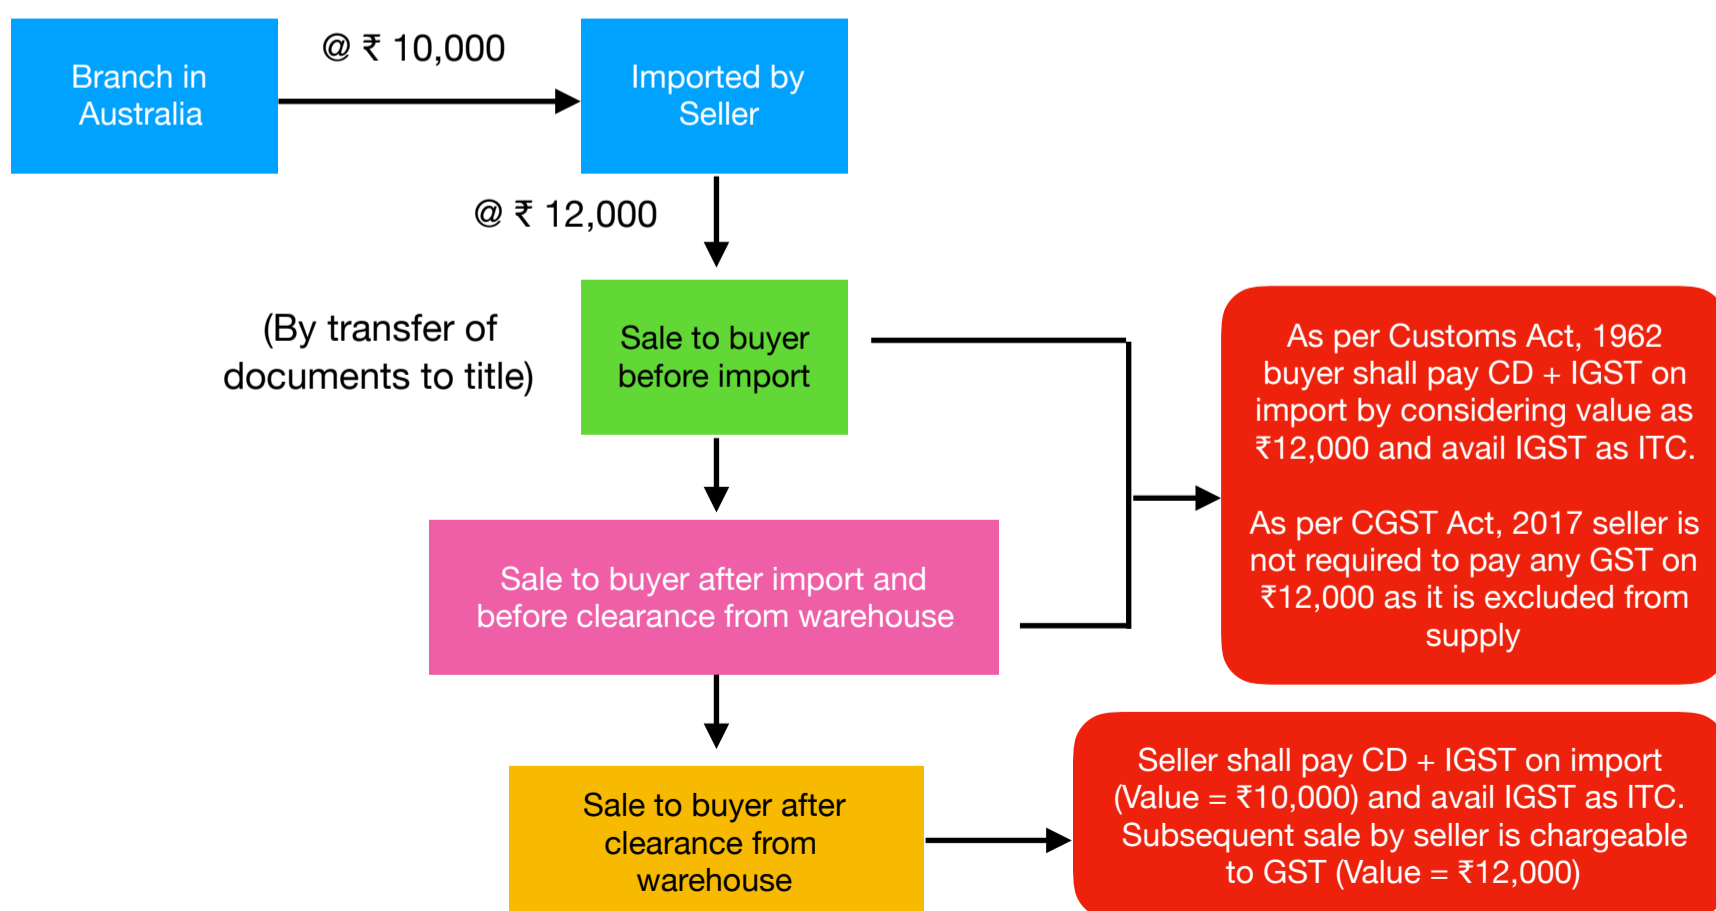 Branch in
Australia
@ ₹ 10,000
Imported by
Seller
@ ₹ 12,000
(By transfer of
documents to title)
Sale to buyer
before import
As per Customs Act, 1962
buyer shall pay CD + IGST on
import by considering value as
₹12,000 and avail IGST as ITC.
As per CGST Act, 2017 seller is
not required to pay any GST on
₹12,000 as it is excluded from
supply
Sale to buyer after import and
before clearance from warehouse
Sale to buyer after
clearance from
warehouse
Seller shall pay CD + IGST on import
(Value = ₹10,000) and avail IGST as ITC.
Subsequent sale by seller is chargeable
to GST (Value = ₹12,000)